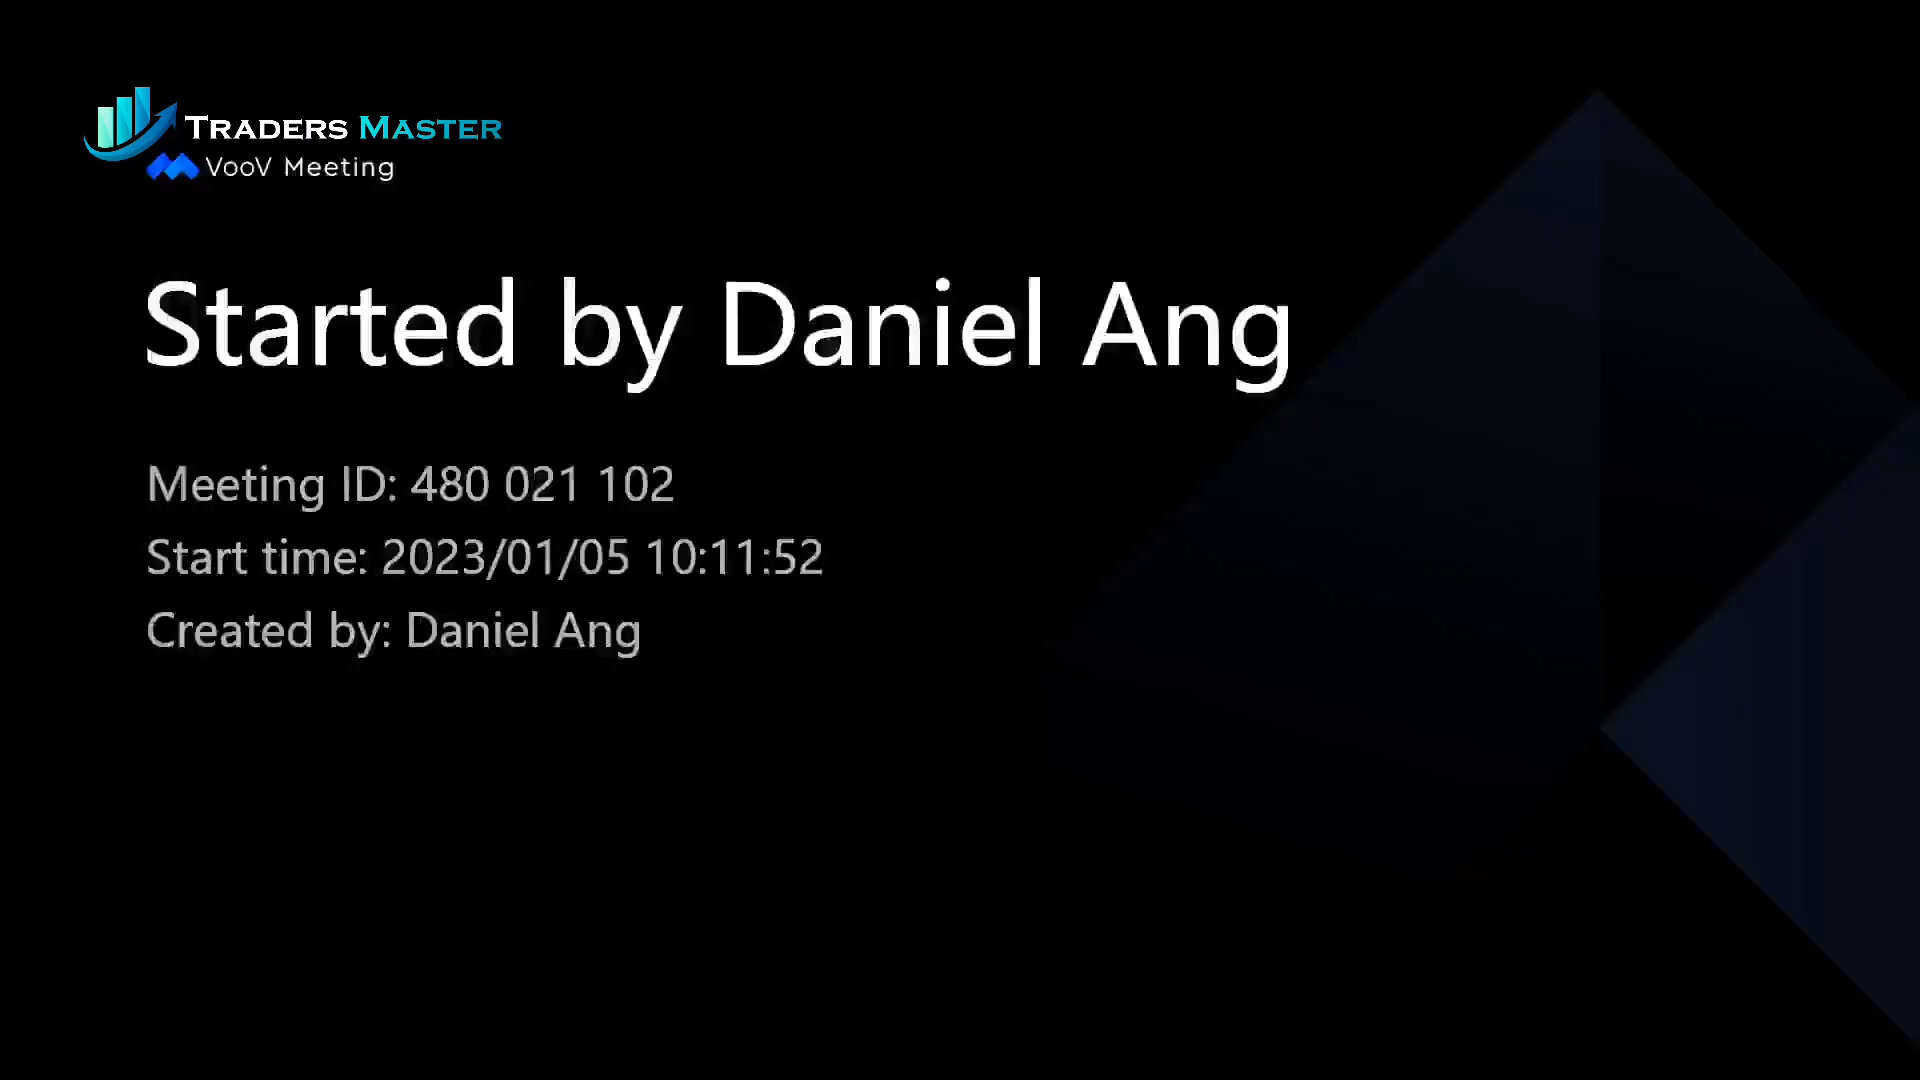 TRADERS MASTER
VooV Meeting
Started by Daniel Ang
Meeting ID: 480 021 102
Start time: 2023/01/05 10:11:52
Created by: Daniel Ang